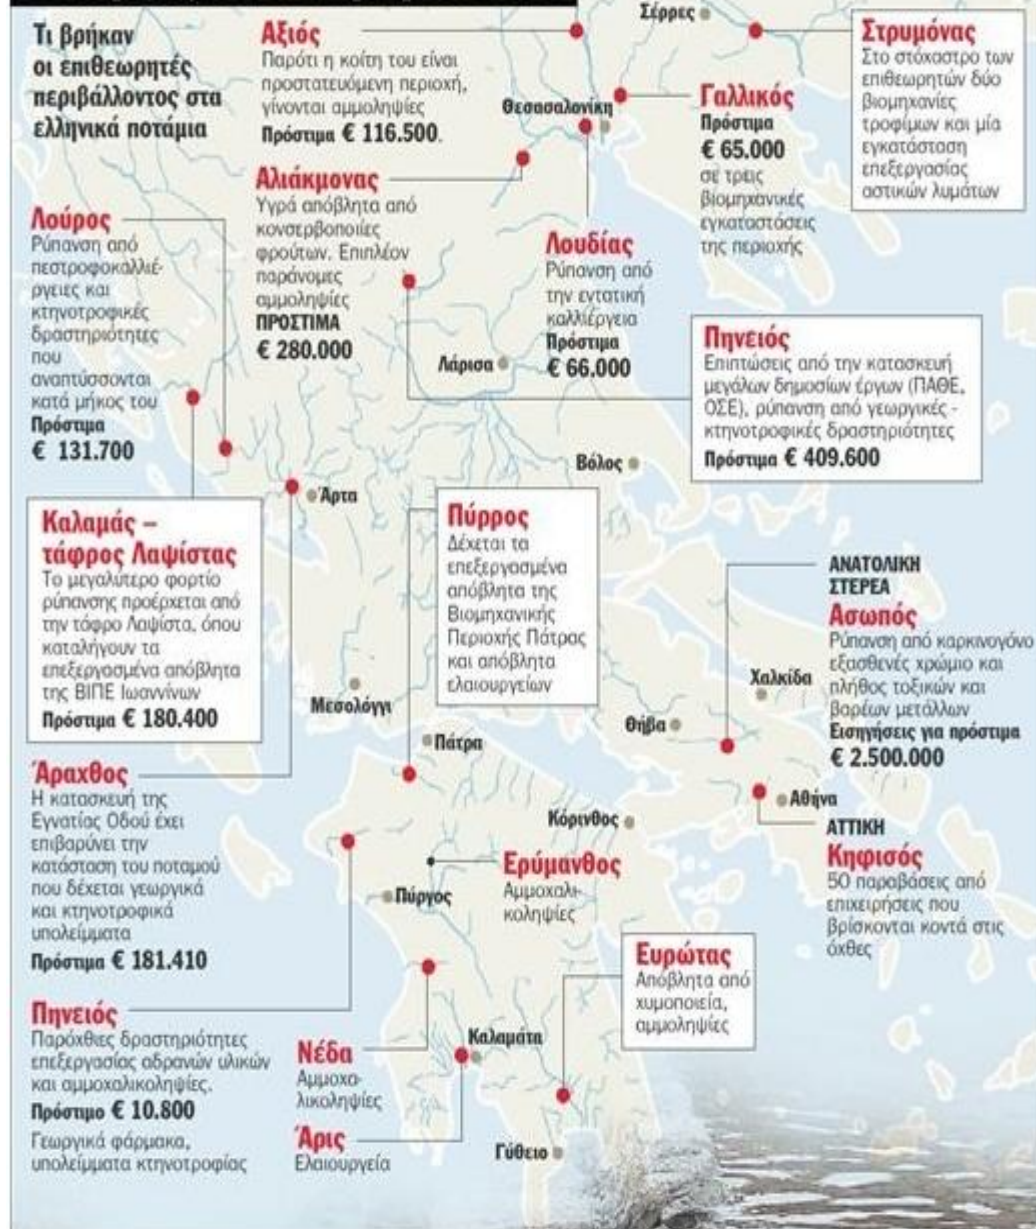 Τι βρήκαν
οι επιθεωρητές
περιβάλλοντος στα
ελληνικά ποτάμια
Αξιός
Παρότι η κοίτη του είναι
προστατευόμενη περιοχή,
γίνονται αμμοληψίες
Πρόστιμα € 116.500.
Σέρρες
Θεσσαλονίκη
Στρυμόνας
Στο στόχαστρο των
επιθεωρητών δύο
βιομηχανίες
τροφίμων και μία
εγκατάσταση
επεξεργασίας
αστικών λυμάτων
Γαλλικός
Πρόστιμα
€ 65.000
σε τρεις
βιομηχανικές
εγκαταστάσεις
της περιοχής
Αλιάκμονας
Υγρά απόβλητα από
κονσερβοποιίες
φρούτων. Επιπλέον
παράνομες
αμμοληψίες
ΠΡΟΣΤΙΜΑ
€ 280.000
Λούρος
Ρύπανση από
πεστροφοκαλλιέ-
ργειες και
κτηνοτροφικές
δραστηριότητες
που
αναπτύσσονται
κατά μήκος του
Πρόστιμα
€ 131.700
Λουδίας
Ρύπανση από
την εντατική
καλλιέργεια
Πρόστιμα
€ 66.000
Λάρισα
Πηνειός
Επιπτώσεις από την κατασκευή
μεγάλων δημοσίων έργων (ΠΑΘΕ,
ΟΣΕ), ρύπανση από γεωργικές -
κτηνοτροφικές δραστηριότητες
Πρόστιμα € 409.600
Βόλος
Άρτα
Καλαμάς –
τάφρος Λαψίστας
Το μεγαλύτερο φορτίο
ρύπανσης προέρχεται από
την τάφρο Λαψίστα, όπου
καταλήγουν τα
επεξεργασμένα απόβλητα
της ΒΙΠΕ Ιωαννίνων
Πρόστιμα € 180.400
Πύρρος
Δέχεται τα
επεξεργασμένα
απόβλητα της
Βιομηχανικής
Περιοχής Πάτρας
και απόβλητα
ελαιουργείων
ΑΝΑΤΟΛΙΚΗ
ΣΤΕΡΕΑ
Ασωπός
Ρύπανση από καρκινογόνο
εξασθενές χρώμιο και
πλήθος τοξικών και
βαρέων μετάλλων
Εισηγήσεις για πρόστιμα
€ 2.500.000
Χαλκίδα
Θήβα
Μεσολόγγι
Πάτρα
Άραχθος
Η κατασκευή της
Εγνατίας Οδού έχει
επιβαρύνει την
κατάσταση του ποταμού
που δέχεται γεωργικά
και κτηνοτροφικά
υπολείμματα
Πρόστιμα € 181.410
Κόρινθος
Αθήνα
ΑΤΤΙΚΗ
Κηφισός
50 παραβάσεις από
επιχειρήσεις που
βρίσκονται κοντά στις
όχθες
Ερύμανθος
Αμμοχαλι-
κοληψίες
Πύργος
Ευρώτας
Απόβλητα από
χυμοποιεία,
αμμοληψίες
Πηνειός
Παρόχθιες δραστηριότητες
επεξεργασίας αδρανών υλικών
και αμμοχαλικοληψίες.
Πρόστιμο € 10.800
Γεωργικά φάρμακα,
υπολείμματα κτηνοτροφίας
Νέδα
Αμμοχα-
λικοληψίες
Καλαμάτα
Άρις
Ελαιουργεία
Γύθειο